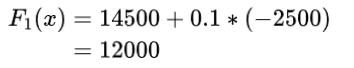 F₁(x) = 14500 + 0.1 * (−2500)
= 12000